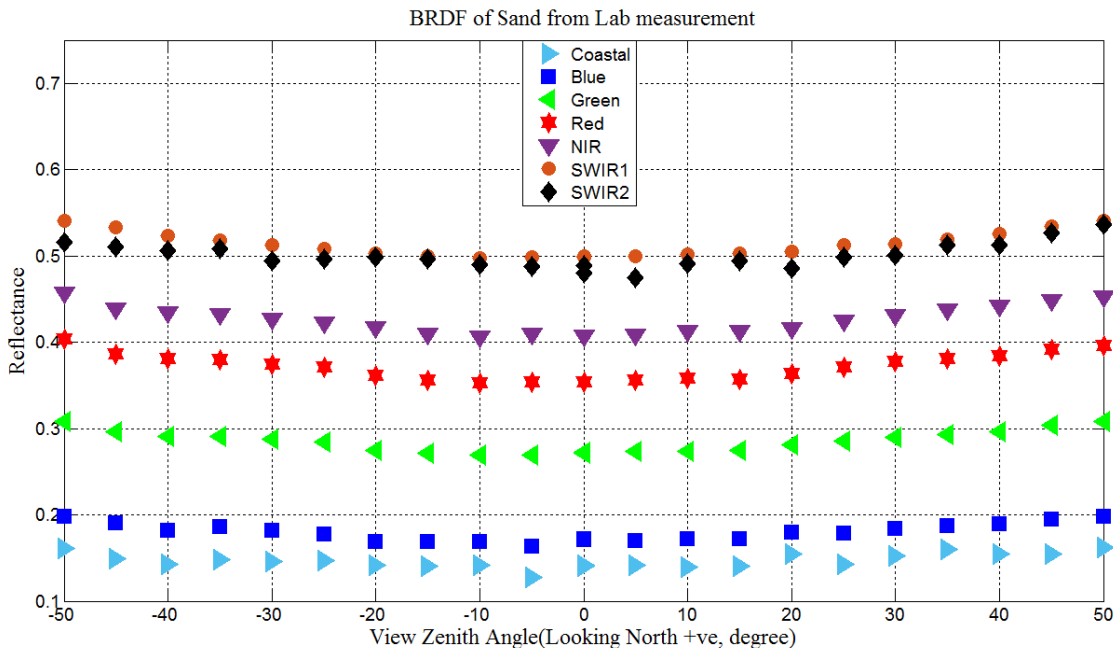 BRDF of Sand from Lab measurement
Coastal
Blue
Green
Red
NIR
SWIR1
SWIR2
0.7
0.6
0.5
0.4
0.3
0.2
0.1
Reflectance
-50 -40 -30 -20 -10 0 10 20 30 40 50
View Zenith Angle(Looking North +ve, degree)